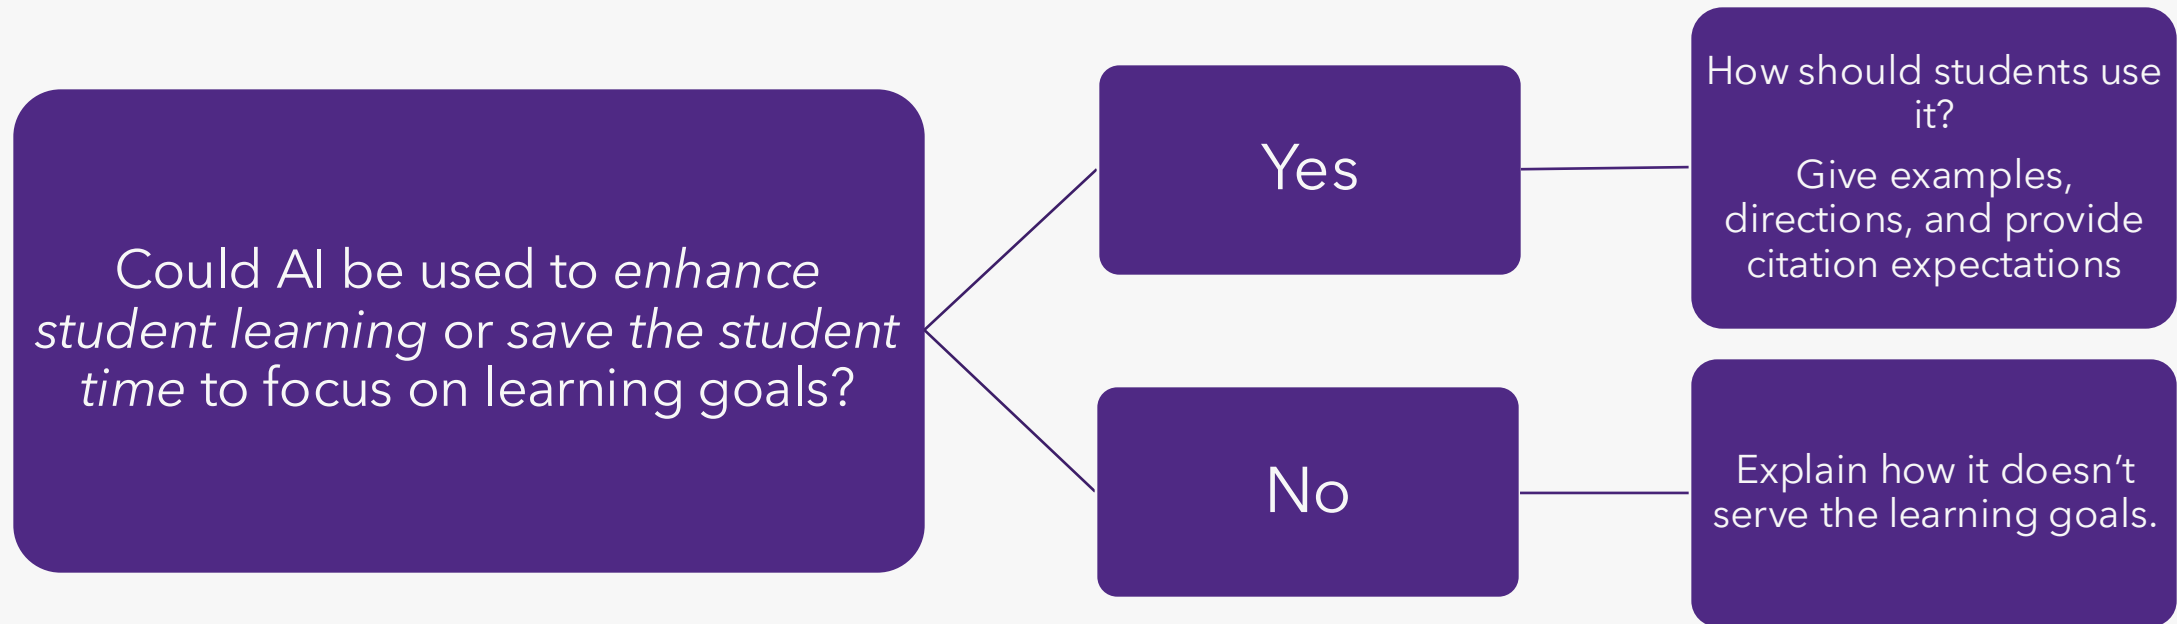 Could AI be used to enhance
student learning or save the student
time to focus on learning goals?
Yes
How should students use
it?
Give examples,
directions, and provide
citation expectations
No
Explain how it doesn’t
serve the learning goals.